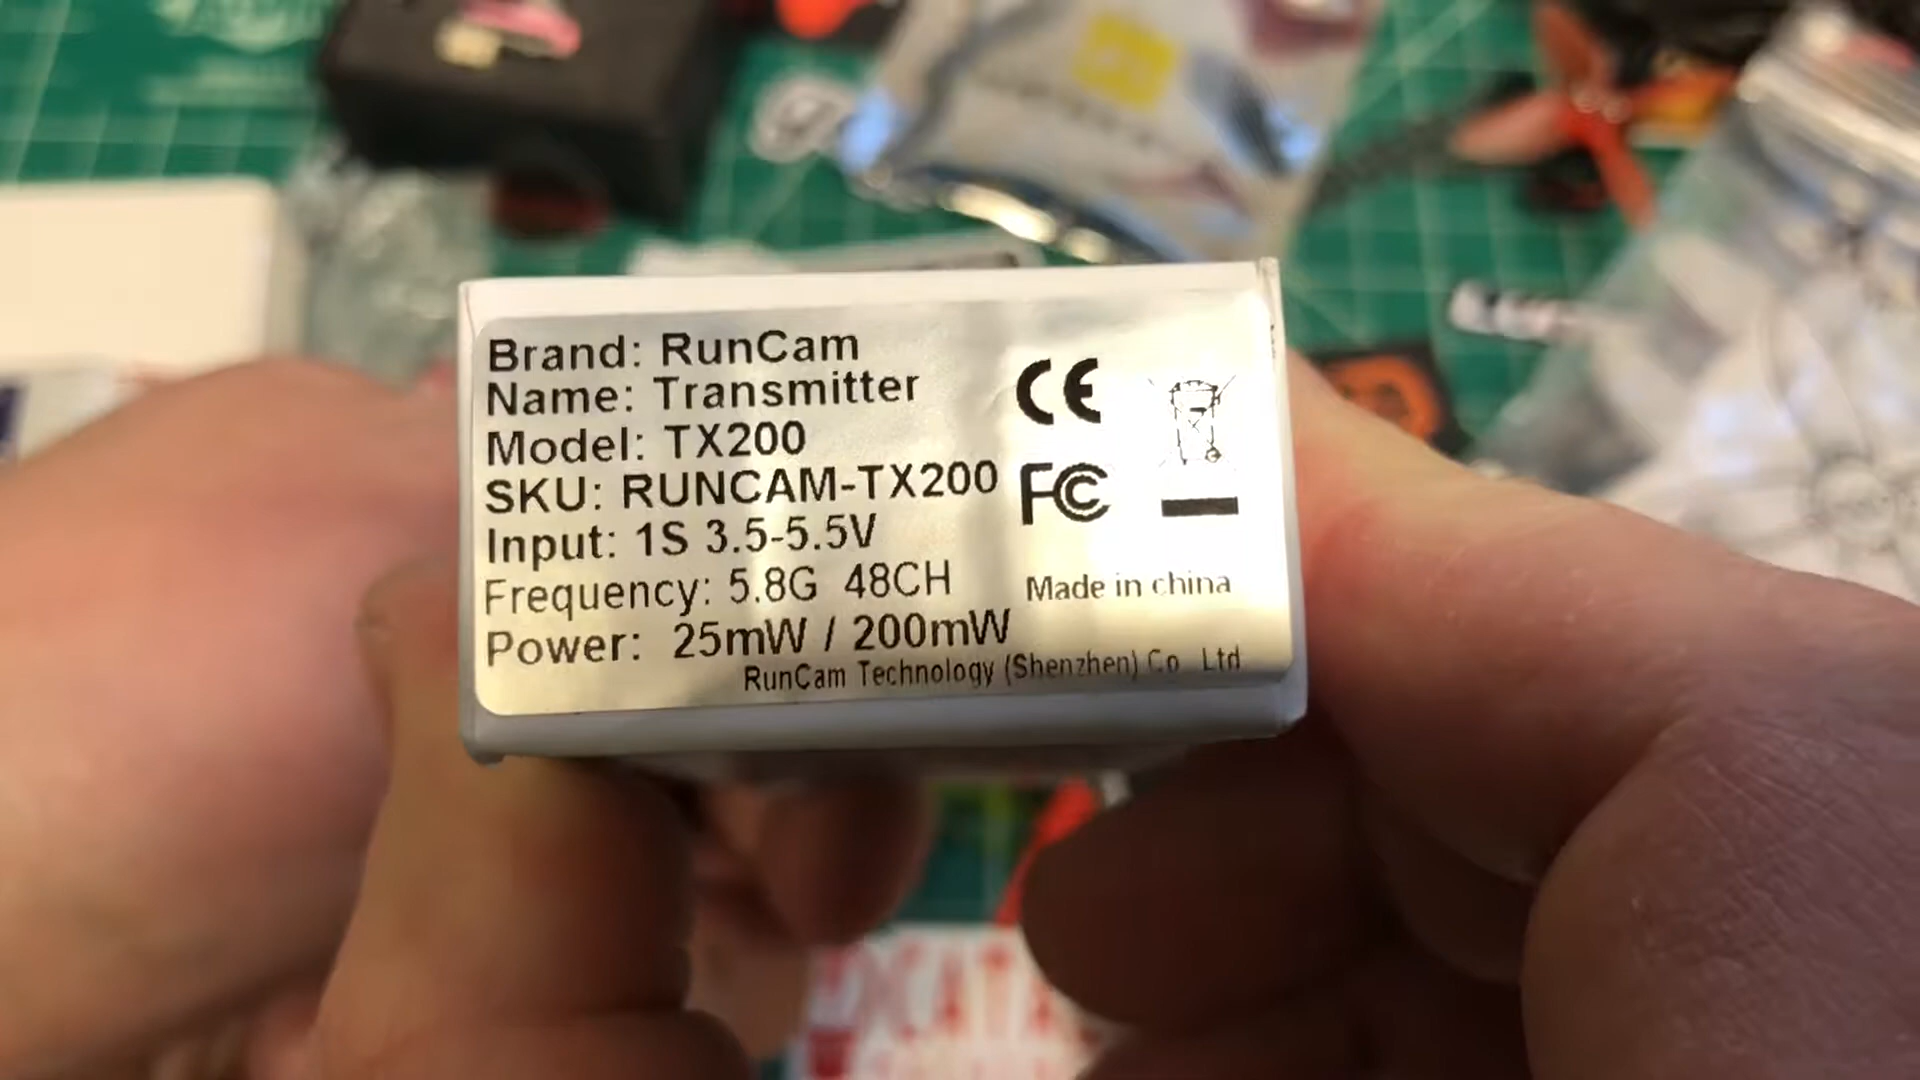 Brand: RunCam
Name: Transmitter
Model: TX200
SKU: RUNCAM-TX200
Input: 1S 3.5-5.5V
Frequency: 5.8G 48CH
Power: 25mW / 200mW
RunCam Technology (Shenzhen) Co Ltd
CE
FC
Made in china